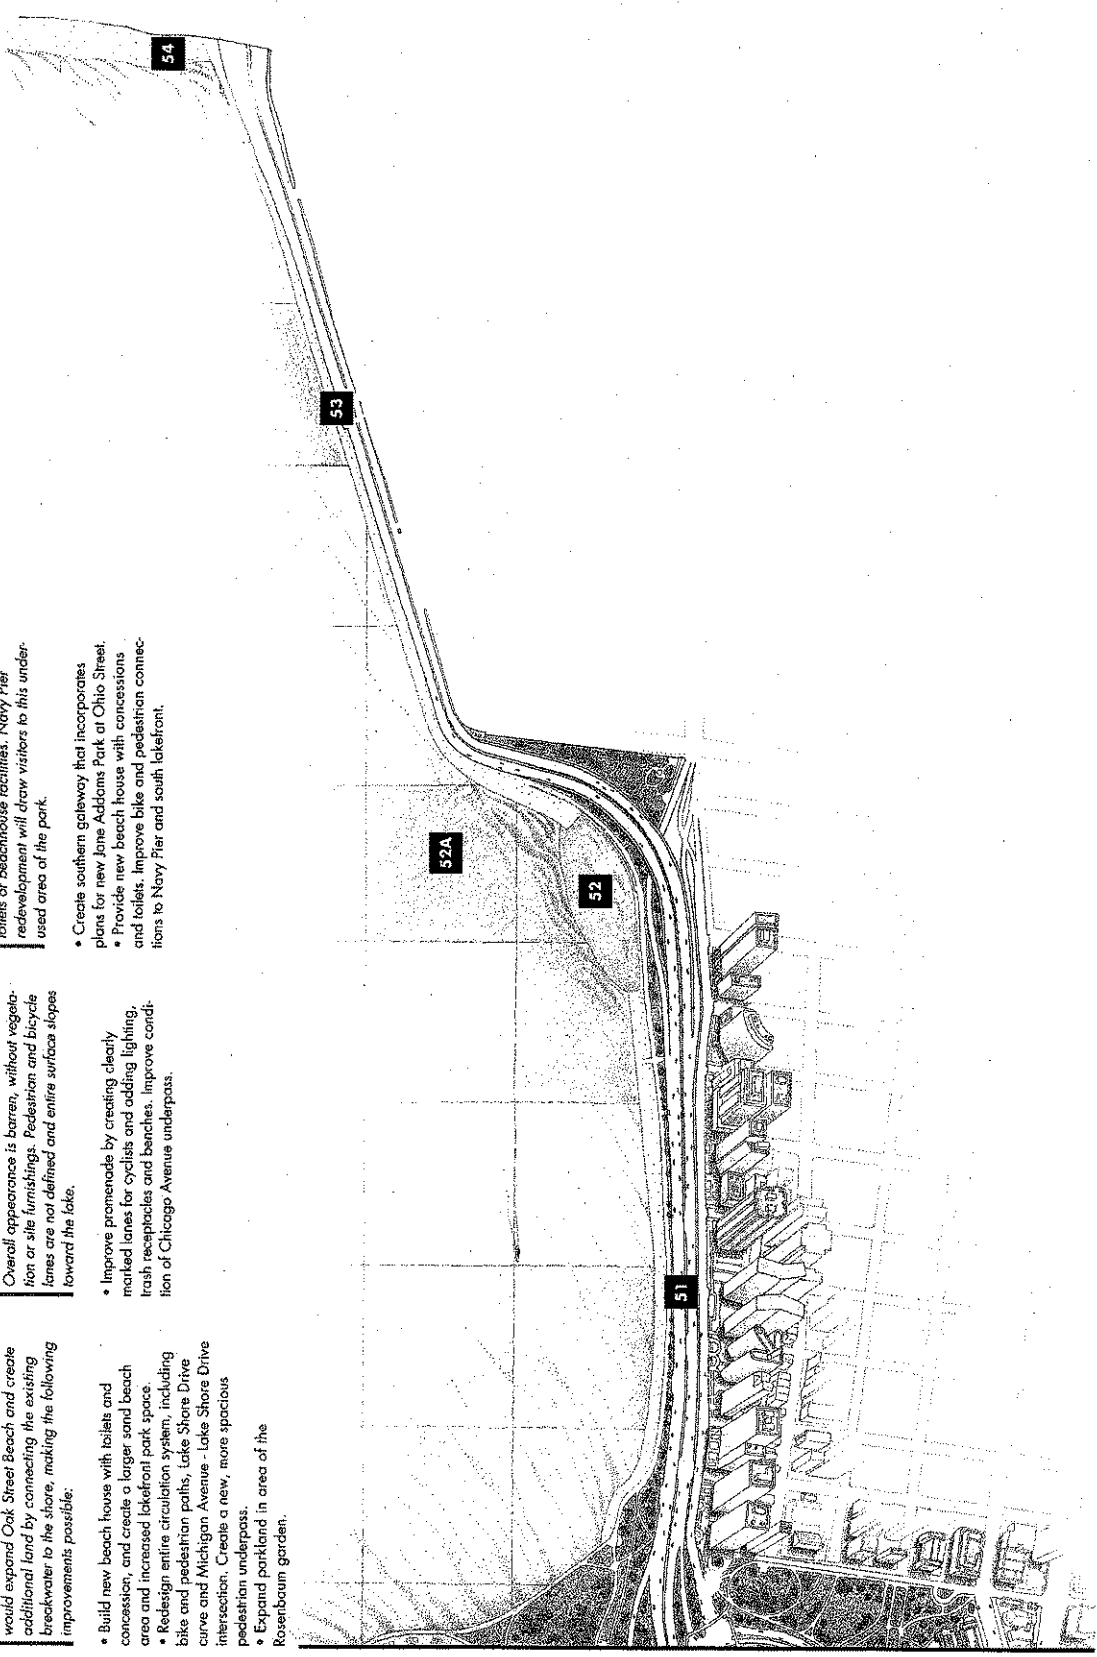 would expand Oak Street Beach and create
additional land by connecting the existing
breakwater to the shore, making the following
improvements possible:
• Build new beach house with toilets and
concession, and create a larger sand beach
area and increased lakefront park space.
• Redesign entire circulation system, including
bike and pedestrian paths, Lake Shore Drive
curve and Michigan Avenue - Lake Shore Drive
intersection. Create a new, more spacious
pedestrian underpass.
• Expand parkland in area of the
Rosenbaum garden.
Overall appearance is barren, without vegeta-
tion or site furnishings. Pedestrian and bicycle
lanes are not defined and entire surface slopes
toward the lake.
• Improve promenade by creating clearly
marked lanes for cyclists and adding lighting,
trash receptacles and benches. Improve condi-
tion of Chicago Avenue underpass.
toilets or beachhouse facilities. Navy Pier
redevelopment will draw visitors to this under-
used area of the park.
• Create southern gateway that incorporates
plans for new Jane Addams Park at Ohio Street.
• Provide new beach house with concessions
and toilets. Improve bike and pedestrian connec-
tions to Navy Pier and south lakefront.
51
52
52A
53
54